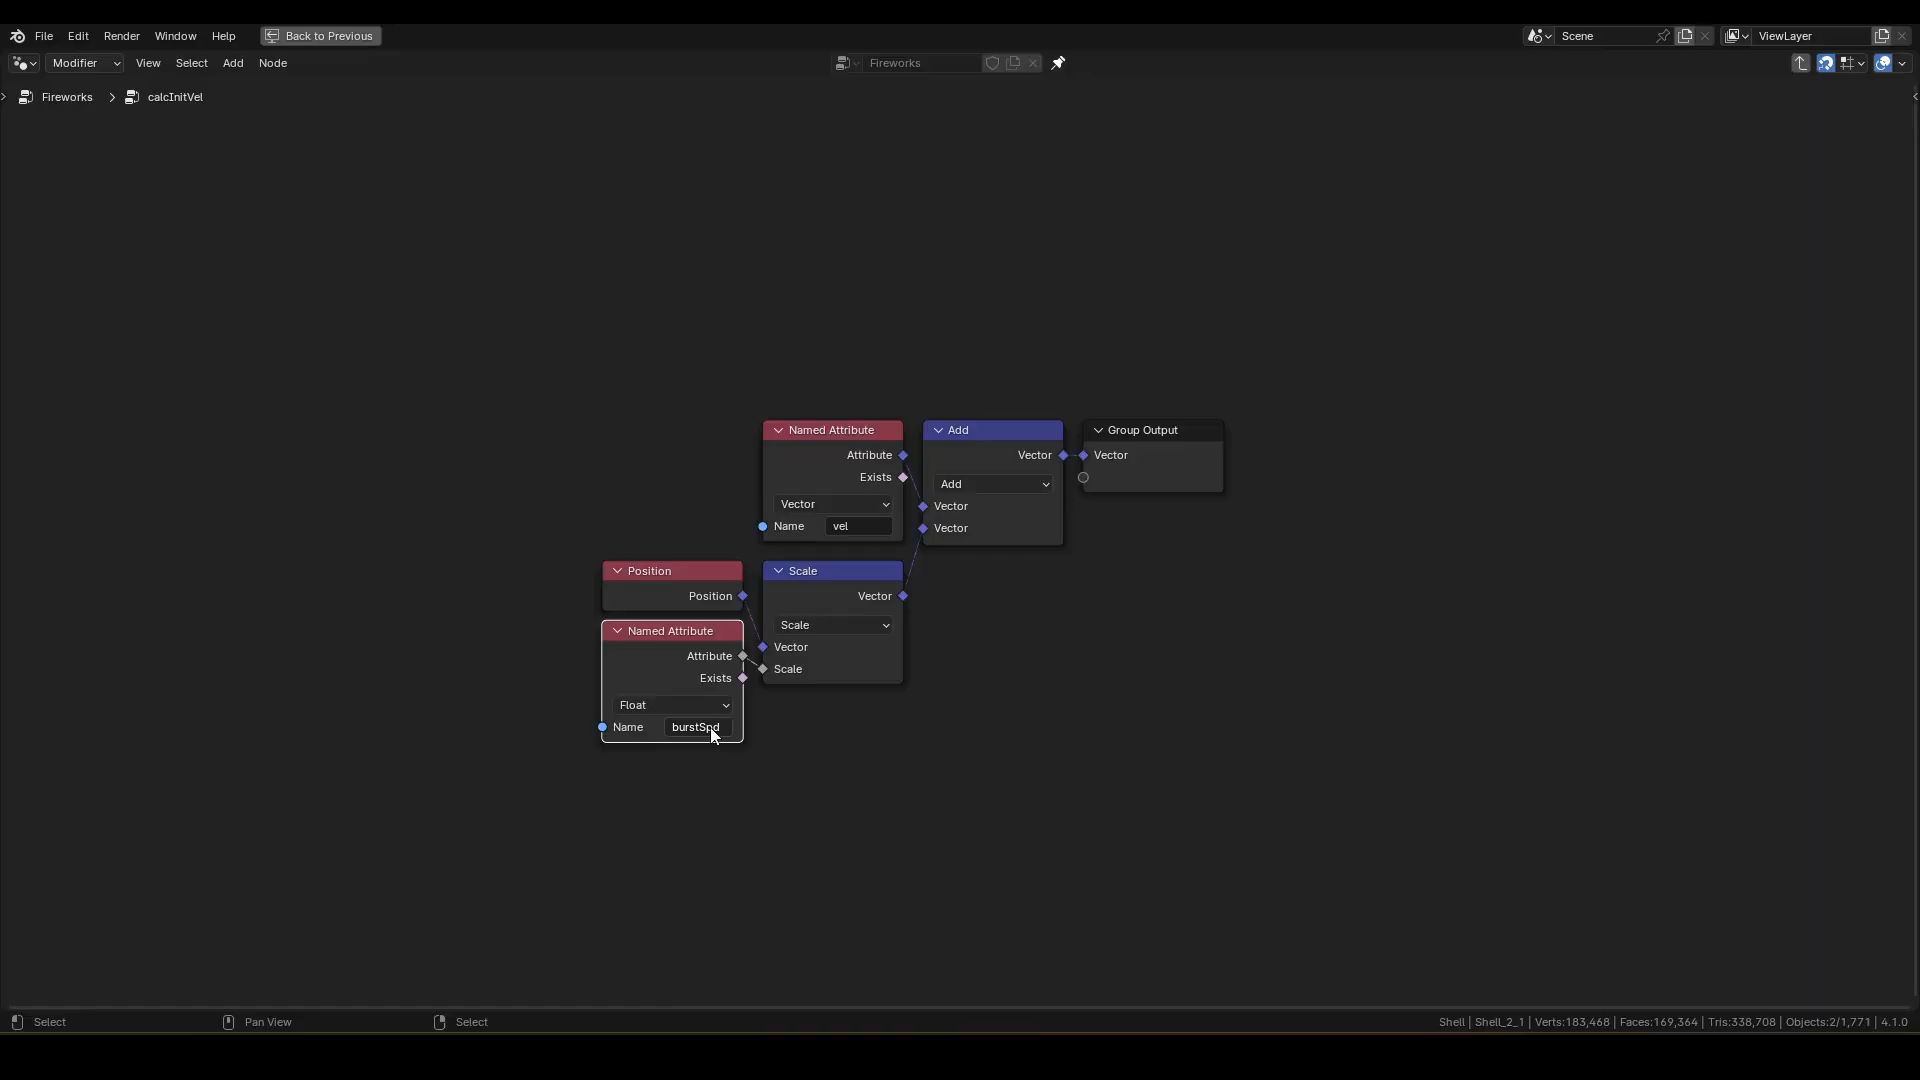 File Edit Render Window Help Back to Previous Scene ViewLayer
Modifier View Select Add Node Fireworks
Fireworks calcInitVel
Named Attribute
Attribute
Exists
Vector
Name vel
Add
Vector
Add
Vector
Vector
Group Output
Vector
Position
Position
Scale
Vector
Scale
Vector
Scale
Named Attribute
Attribute
Exists
Float
Name burstSpd
Select Pan View Select Shell | Shell_2_1 | Verts:183,468 | Faces:169,364 | Tris:338,708 | Objects:2/1,771 | 4.1.0